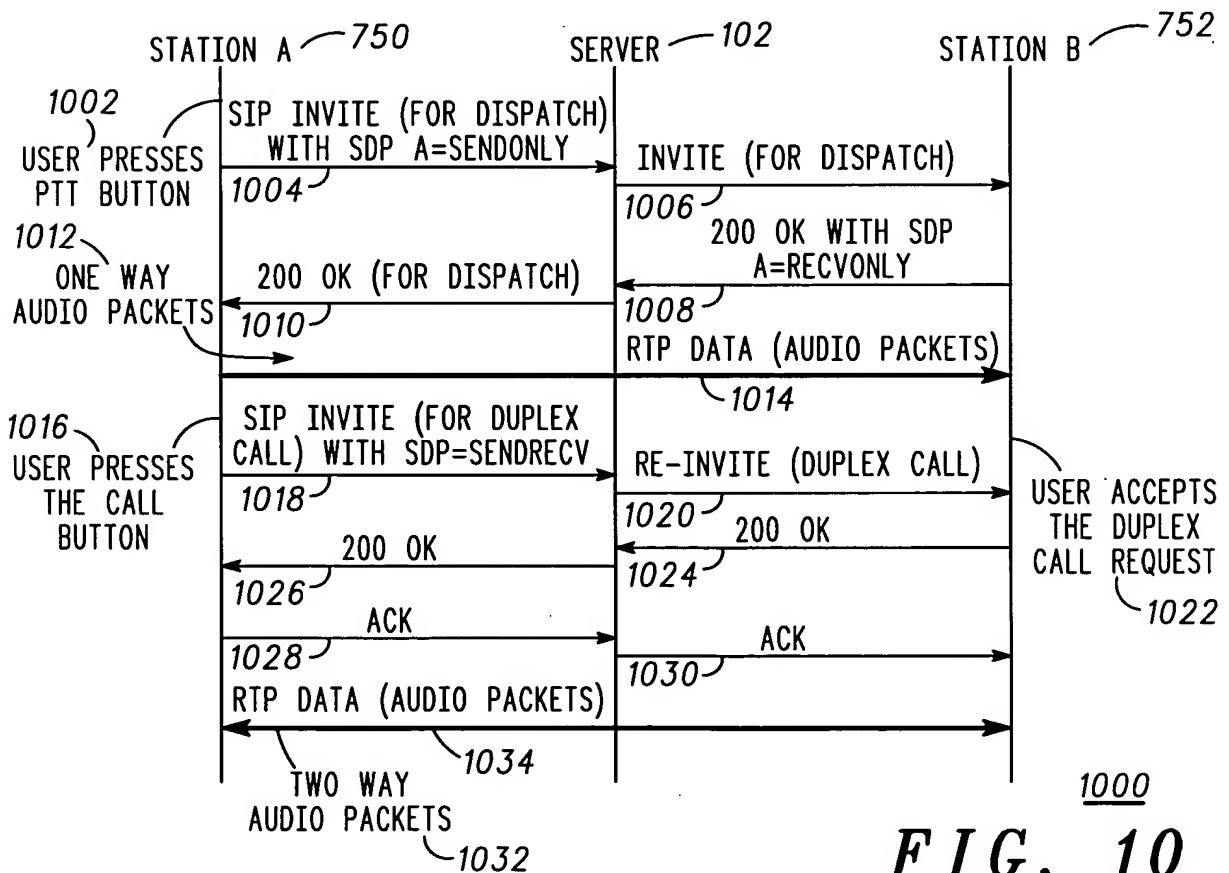 STATION A 750
SERVER 102
STATION B 752
1002
USER PRESSES
PTT BUTTON
SIP INVITE (FOR DISPATCH)
WITH SDP A=SENDONLY
1004
INVITE (FOR DISPATCH)
1006
200 OK WITH SDP
A=RECVONLY
1008
1012
ONE WAY
AUDIO PACKETS
200 OK (FOR DISPATCH)
1010
RTP DATA (AUDIO PACKETS)
1014
1016
USER PRESSES
THE CALL
BUTTON
SIP INVITE (FOR DUPLEX
CALL) WITH SDP=SENDRECV
1018
RE-INVITE (DUPLEX CALL)
1020
USER ACCEPTS
THE DUPLEX
CALL REQUEST
1022
200 OK
1024
200 OK
1026
ACK
1028
ACK
1030
RTP DATA (AUDIO PACKETS)
1034
TWO WAY
AUDIO PACKETS
1032
1000
FIG. 10